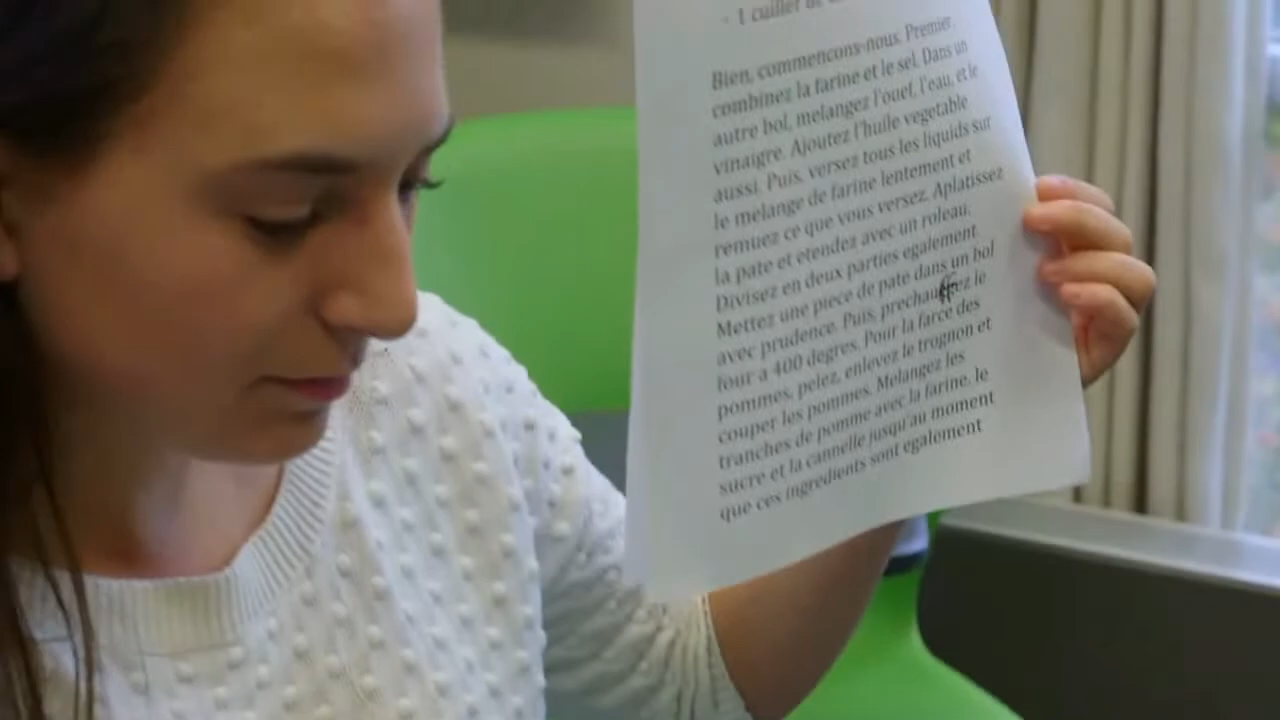 - 1 cuillet de
Bien, commencons-nous. Premier,
combinez la farine et le sel. Dans un
autre bol, melangez l'ouef, l'eau, et le
vinaigre. Ajoutez l'huile vegetable
aussi. Puis, versez tous les liquids sur
le melange de farine lentement et
remuez ce que vous versez. Aplatissez
la pate et etendez avec un roleau.
Divisez en deux parties egalement
Mettez une piece de pate dans un bol
avec prudence. Puis, prechauffez le
four a 400 degres. Pour la farce des
pommes, pelez, enlevez le trognon et
couper les pommes. Melangez les
tranches de pomme avec la farine, le
sucre et la cannelle jusqu'au moment
que ces ingredients sont egalement